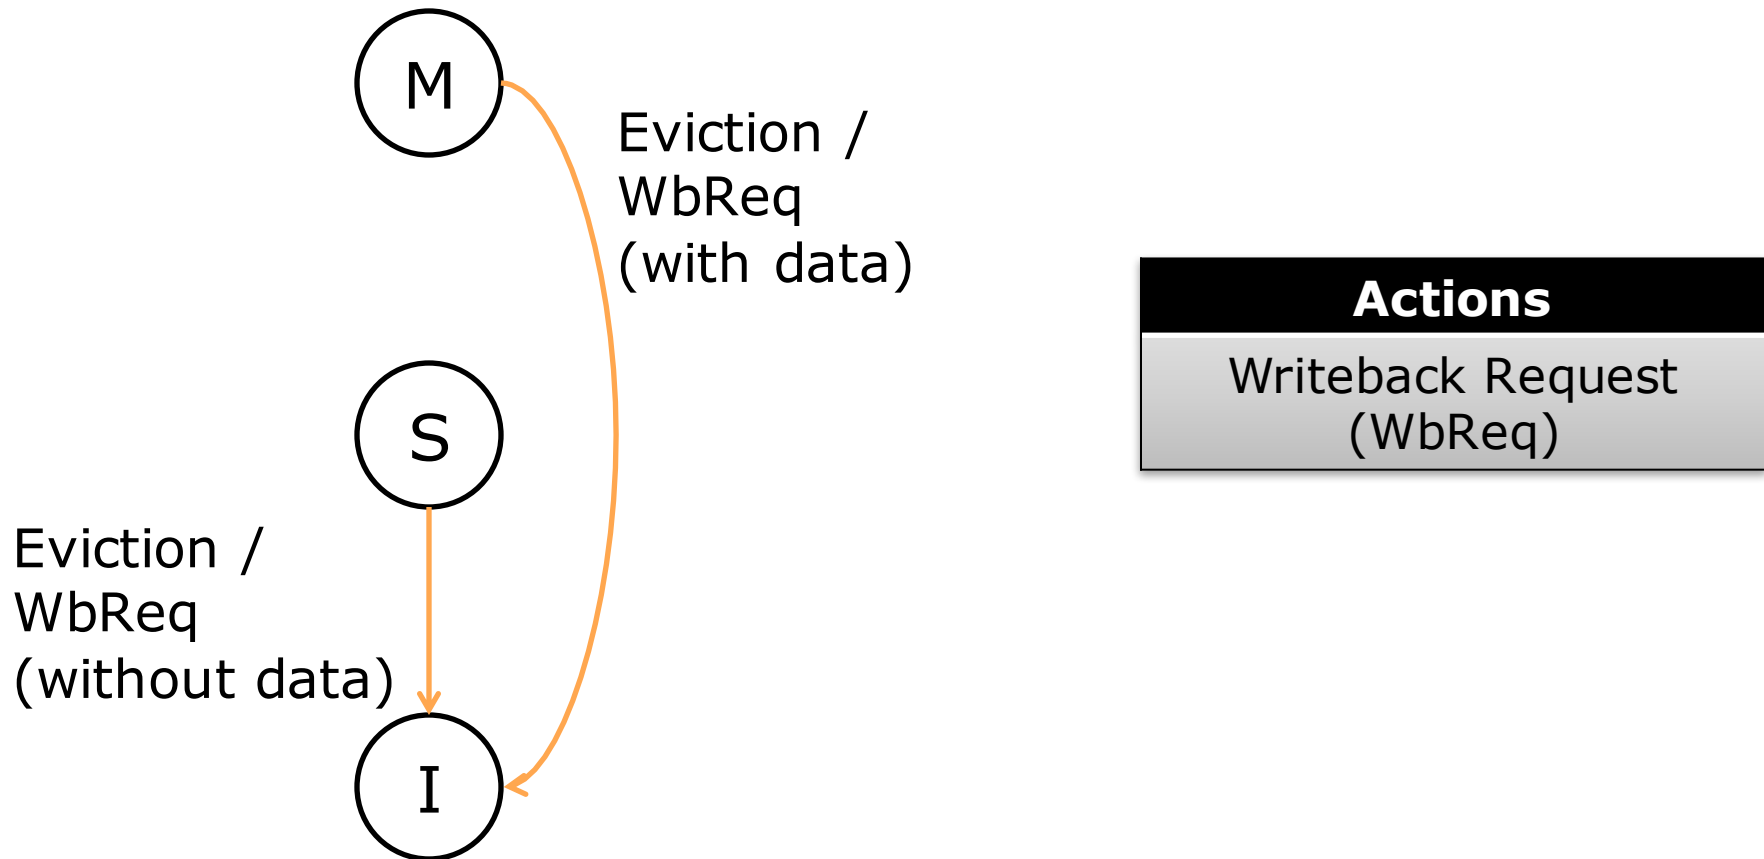 M
Eviction /
WbReq
(with data)
Actions
Writeback Request
(WbReq)
S
Eviction /
WbReq
(without data)
I